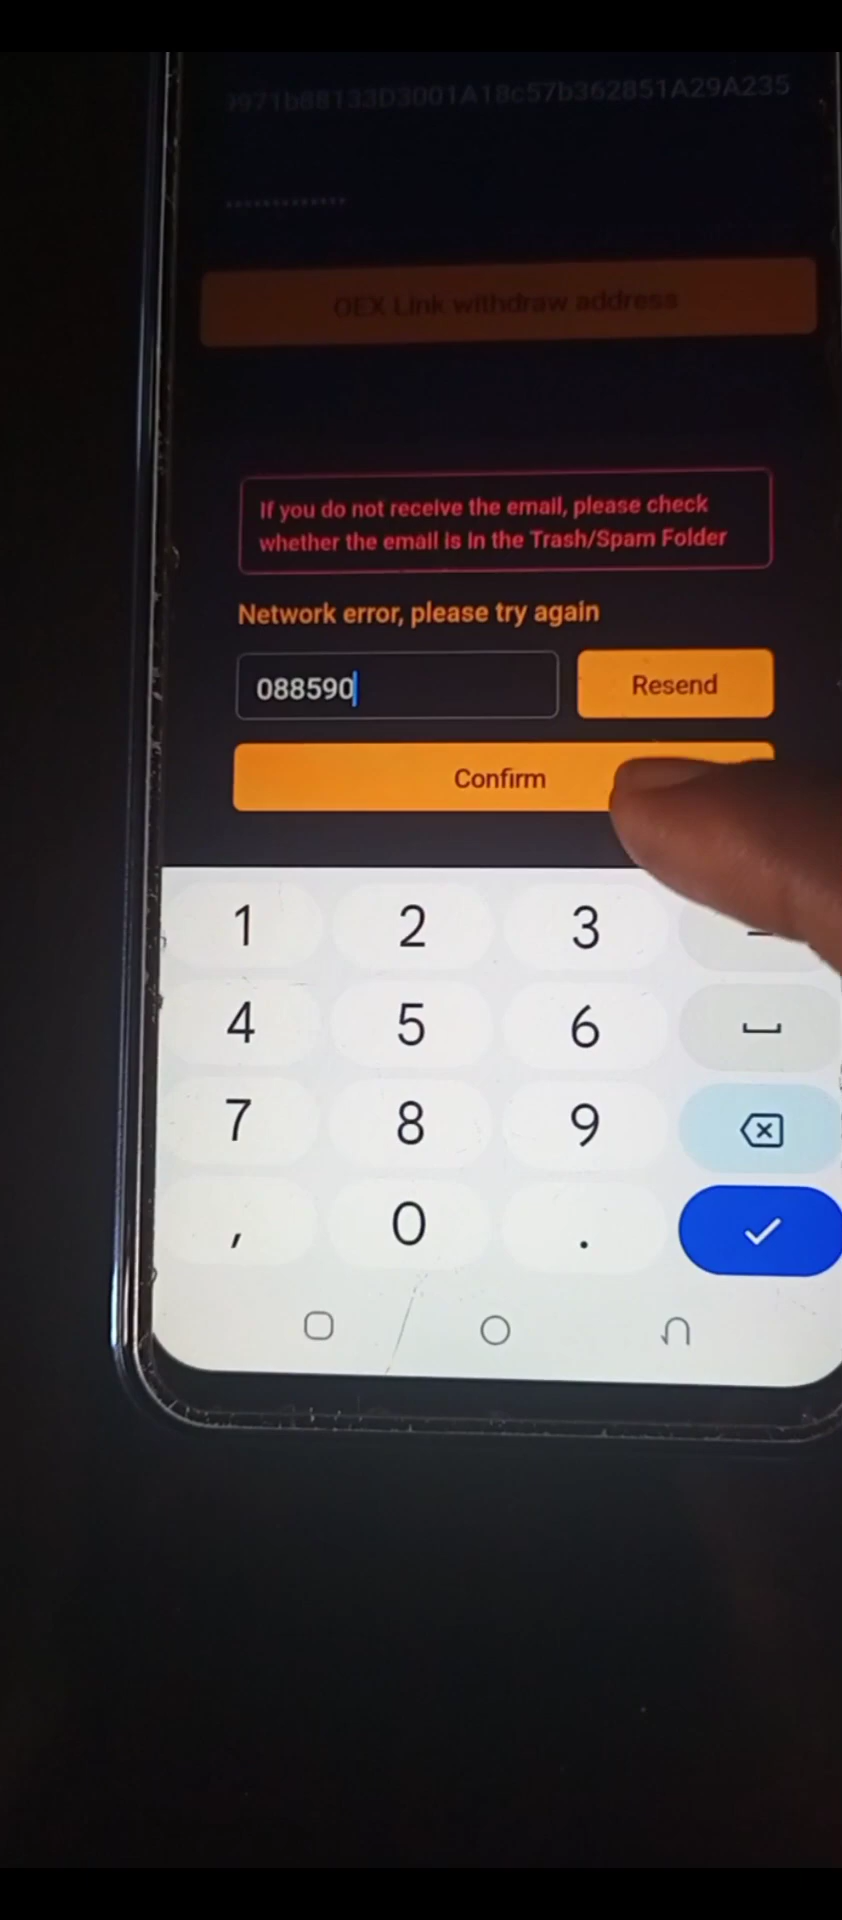 971b88133D3001A18c57b362851A29A235
OEX Link withdraw address
If you do not receive the email, please check
whether the email is in the Trash/Spam Folder
Network error, please try again
088590
Resend
Confirm
1 2 3 -
4 5 6
7 8 9
, 0 .